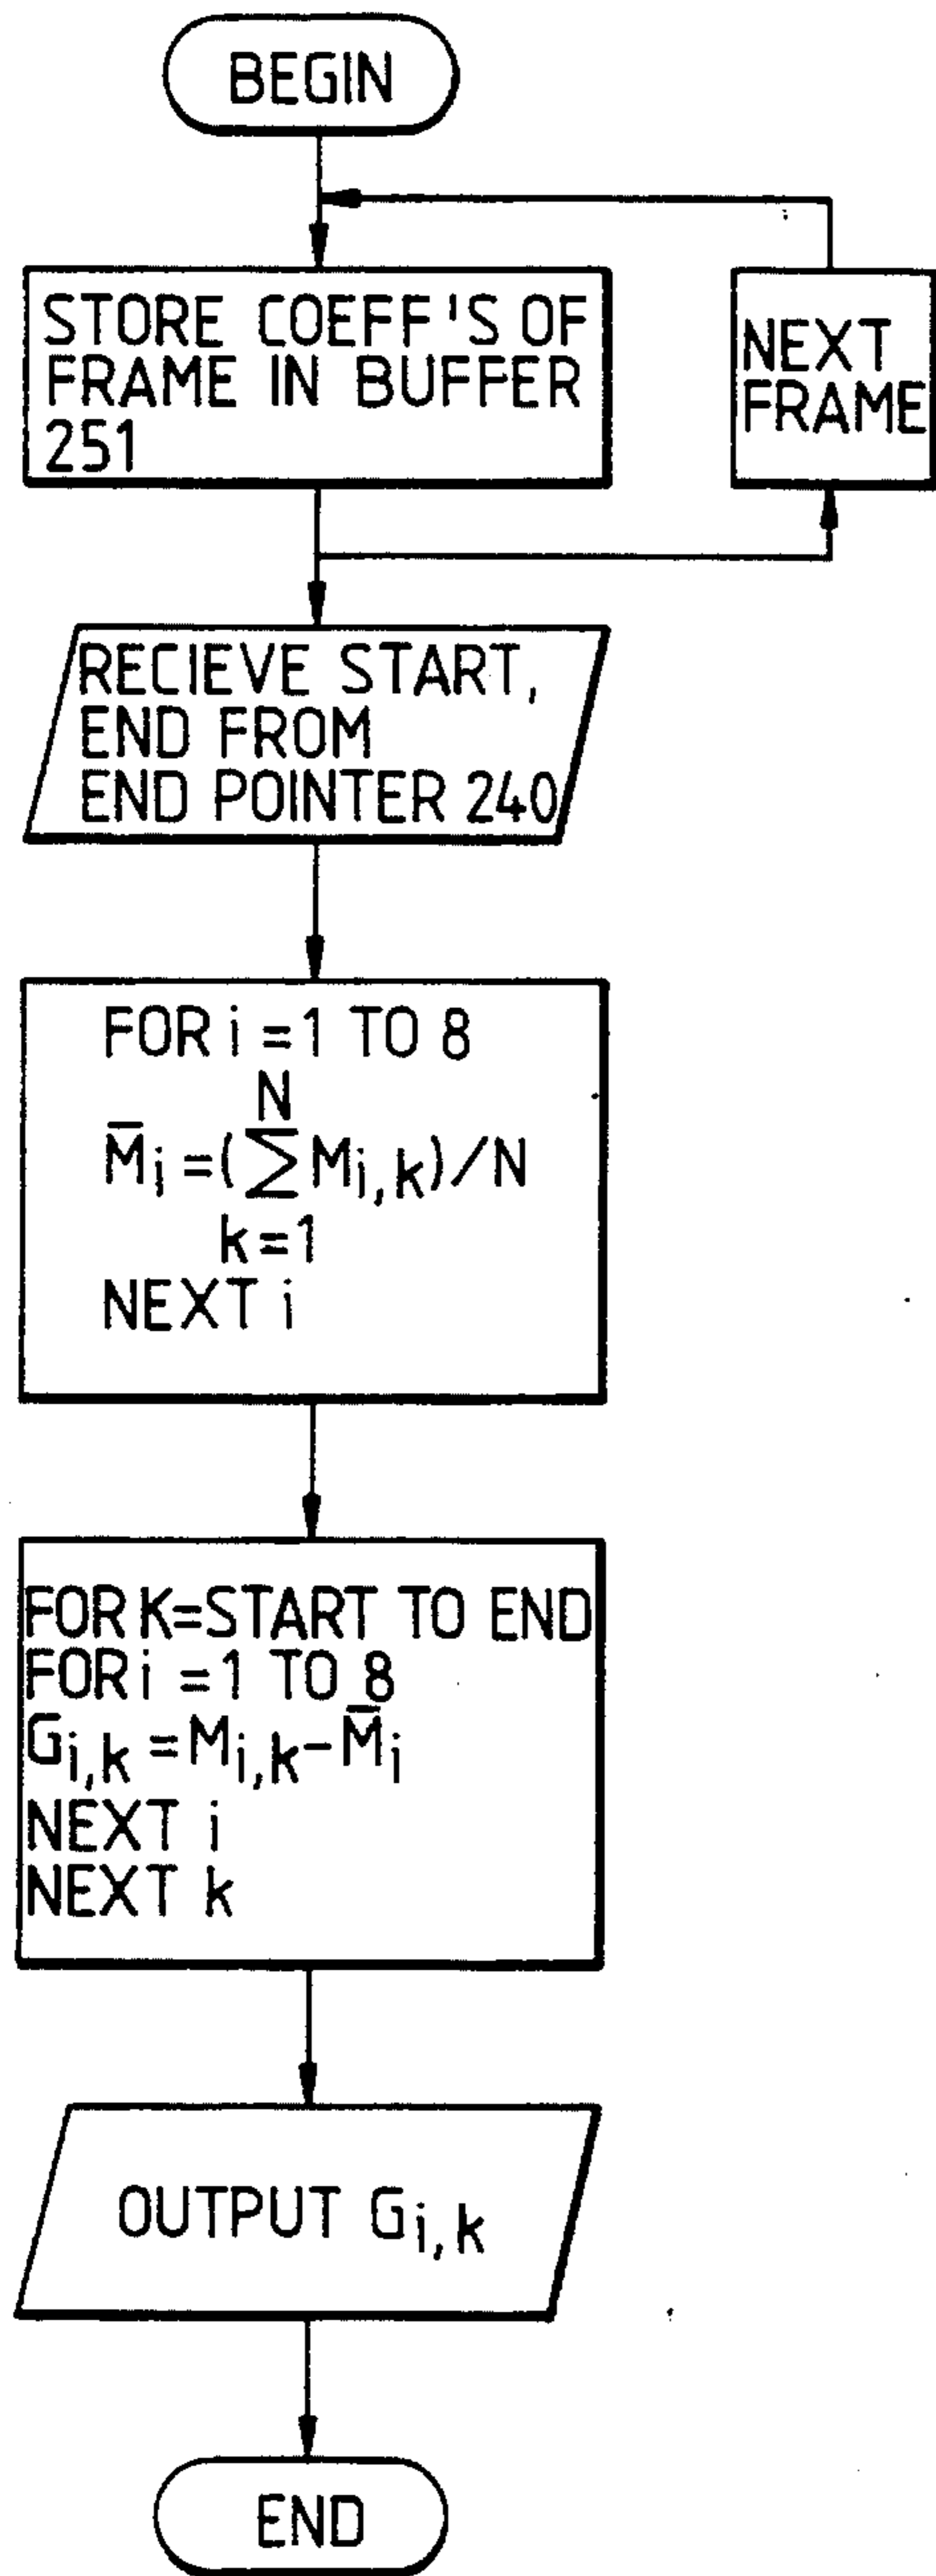 BEGIN
STORE COEFF'S OF
FRAME IN BUFFER
251
NEXT
FRAME
RECIEVE START,
END FROM
END POINTER 240
FOR i = 1 TO 8
N
M̅i = (∑Mi,k)/N
k=1
NEXT i
FOR K=START TO END
FOR i = 1 TO 8
Gi,k = Mi,k-M̅i
NEXT i
NEXT k
OUTPUT Gi,k
END